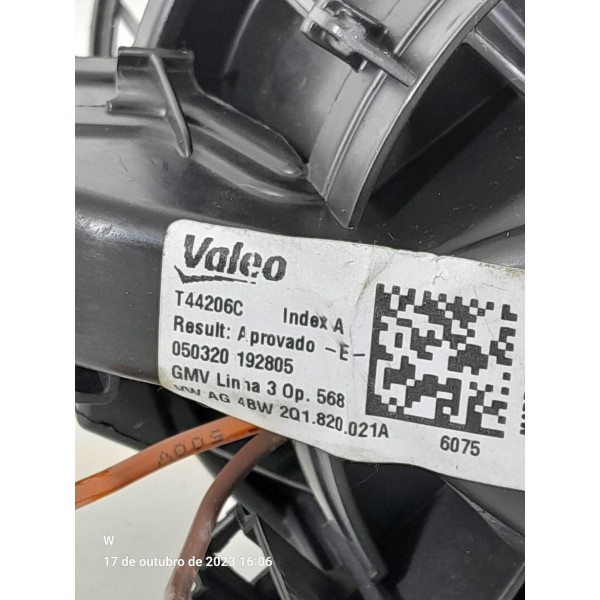 Valeo
T44206C Index A
Result: Aprovado -E-
050320 192805
GMV Linha 3 Op. 568
VW AG 4BW 2Q1.820.021A
6075
W
17 de outubro de 2023 16:06